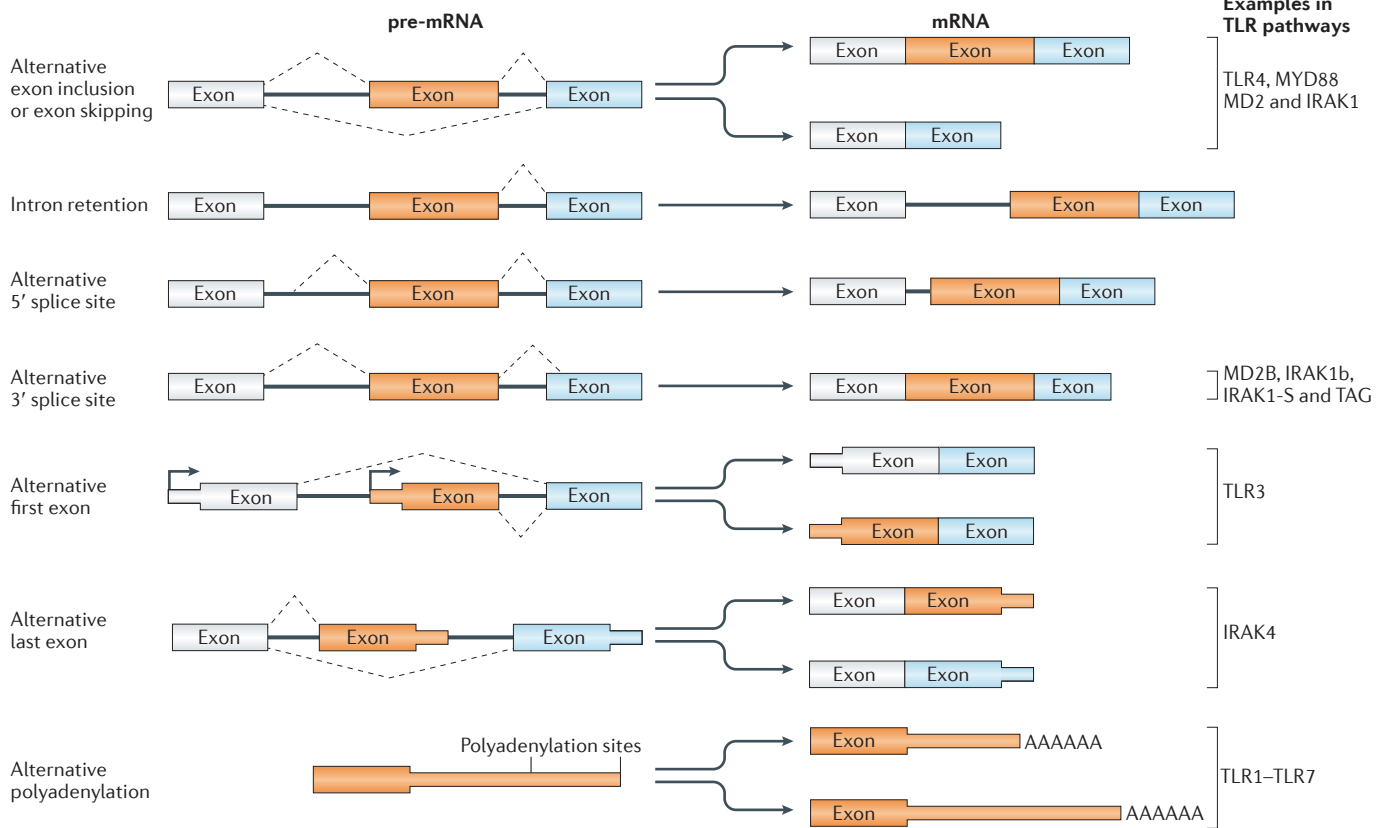 Examples in
TLR pathways
pre-mRNA
mRNA
Alternative
exon inclusion
or exon skipping
Exon
Exon
Exon
Exon
Exon
Exon
Exon
Exon
TLR4, MYD88
MD2 and IRAK1
Intron retention
Exon
Exon
Exon
Exon
Exon
Exon
Alternative
5′ splice site
Exon
Exon
Exon
Exon
Exon
Exon
Alternative
3′ splice site
Exon
Exon
Exon
Exon
Exon
Exon
MD2B, IRAK1b,
IRAK1-S and TAG
Alternative
first exon
Exon
Exon
Exon
Exon
Exon
Exon
Exon
TLR3
Alternative
last exon
Exon
Exon
Exon
Exon
Exon
Exon
Exon
IRAK4
Alternative
polyadenylation
Polyadenylation sites
Exon
AAAAAA
Exon
AAAAAA
TLR1–TLR7